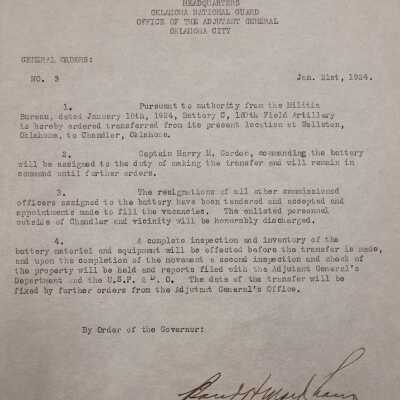 HEADQUARTERS
OKLAHOMA NATIONAL GUARD
OFFICE OF THE ADJUTANT GENERAL
OKLAHOMA CITY
GENERAL ORDERS:
NO. 3 Jan. 21st, 1924.
1. Pursuant to authority from the Militia
Bureau, dated January 10th, 1924, Battery C, 160th Field Artillery
is hereby ordered transferred from its present location at Wellston,
Oklahoma, to Chandler, Oklahoma.
2. Captain Harry M. Gordon, commanding the battery
will be assigned to the duty of making the transfer and will remain in
command until further orders.
3. The resignations of all other commissioned
officers assigned to the battery have been tendered and accepted and
appointments made to fill the vacancies. The enlisted personnel
outside of Chandler and vicinity will be honorably discharged.
4. A complete inspection and inventory of the
battery materiel and equipment will be effected before the transfer is made,
and upon the completion of the movement a second inspection and check of
the property will be held and reports filed with the Adjutant General's
Department and the U.S.P. & D. O. The date of the transfer will be
fixed by further orders from the Adjutant General's Office.
By Order of the Governor: